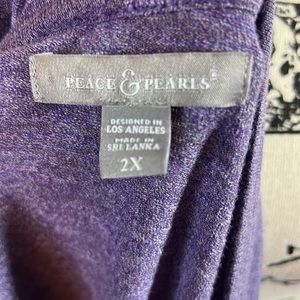 PEACE & PEARLS®
DESIGNED IN
LOS ANGELES
MADE IN
SRI LANKA
2X